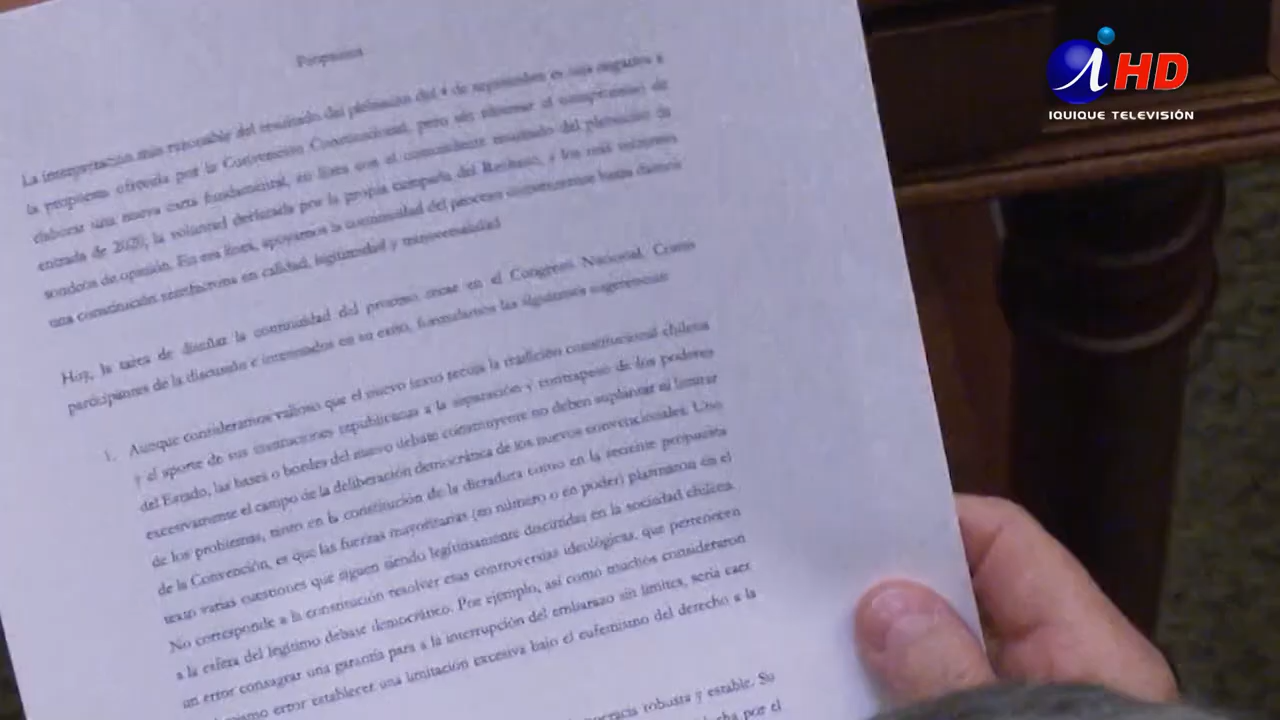 Propuesta
La interpretación más razonable del resultado del plebiscito del 4 de septiembre es una negativa a
la propuesta ofrecida por la Convención Constitucional, pero sin abandonar el compromiso de
elaborar una nueva carta fundamental, en línea con el contundente resultado del plebiscito de
entrada de 2020, la voluntad declarada por la propia campaña del Rechazo, y los más recientes
sondeos de opinión. En esa línea, apoyamos la continuidad del proceso constituyente hasta darnos
una constitución satisfactoria en calidad, legitimidad y transversalidad.
Hoy, la tarea de diseñar la continuidad del proceso recae en el Congreso Nacional. Como
participantes de la discusión e interesados en su éxito, formulamos las siguientes sugerencias:
1. Aunque consideramos valioso que el nuevo texto recoja la tradición constitucional chilena
y el aporte de sus instituciones republicanas a la separación y contrapeso de los poderes
del Estado, las bases o bordes del nuevo debate constituyente no deben suplantar ni limitar
excesivamente el campo de la deliberación democrática de los nuevos convencionales. Uno
de los problemas, tanto en la constitución de la dictadura como en la reciente propuesta
de la Convención, es que las fuerzas mayoritarias (en número o en poder) plasmaron en el
texto varias cuestiones que siguen siendo legítimamente discutidas en la sociedad chilena.
No corresponde a la constitución resolver esas controversias ideológicas, que pertenecen
a la esfera del legítimo debate democrático. Por ejemplo, así como muchos consideraron
un error consagrar una garantía para a la interrupción del embarazo sin límites, sería caer
mismo error establecer una limitación excesiva bajo el eufemismo del derecho a la
robusta y estable. Su
por el
i HD
IQUIQUE TELEVISIÓN